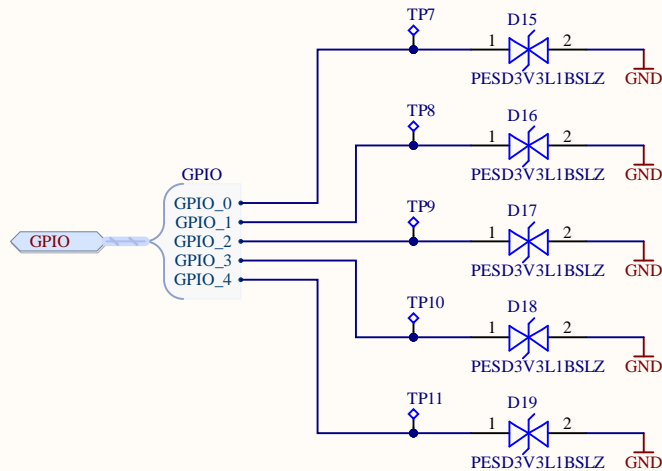 TP7
D15
1
2
PESD3V3L1BSLZ
GND
TP8
D16
1
2
PESD3V3L1BSLZ
GND
GPIO
GPIO_0
GPIO_1
GPIO_2
GPIO_3
GPIO_4
GPIO
TP9
D17
1
2
PESD3V3L1BSLZ
GND
TP10
D18
1
2
PESD3V3L1BSLZ
GND
TP11
D19
1
2
PESD3V3L1BSLZ
GND